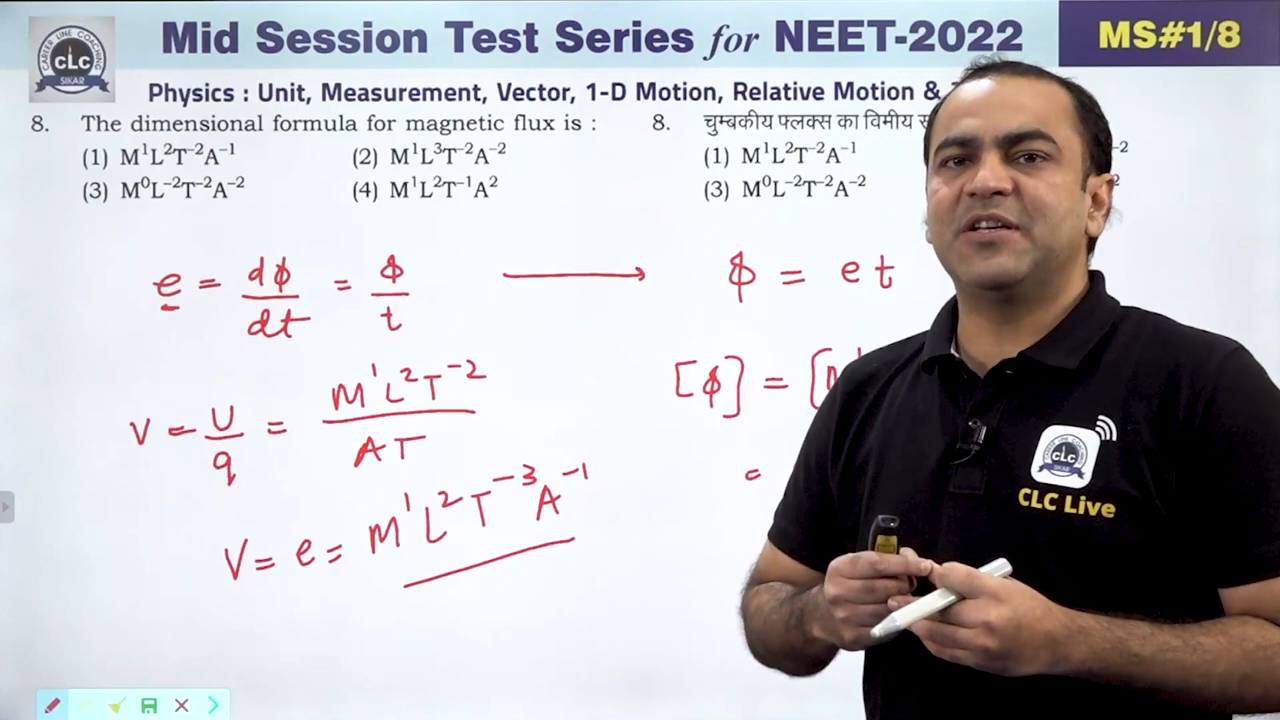 Mid Session Test Series for NEET-2022
MS#1/8
CAREER LINE COACHING
CLC
SIKAR
Physics : Unit, Measurement, Vector, 1-D Motion, Relative Motion &
8. The dimensional formula for magnetic flux is :
(1) M¹L²T⁻²A⁻¹ (2) M¹L³T⁻²A⁻²
(3) M⁰L⁻²T⁻²A⁻² (4) M¹L²T⁻¹A²
8. चुम्बकीय फ्लक्स का विमीय
(1) M¹L²T⁻²A⁻¹ ⁻²
(3) M⁰L⁻²T⁻²A⁻² ²
e = dϕ/dt = ϕ/t → ϕ = e t
V = U/q = M¹L²T⁻²/AT
[ϕ] = [
=
V = e = M¹L²T⁻³A⁻¹
CLC
SIKAR
CLC Live